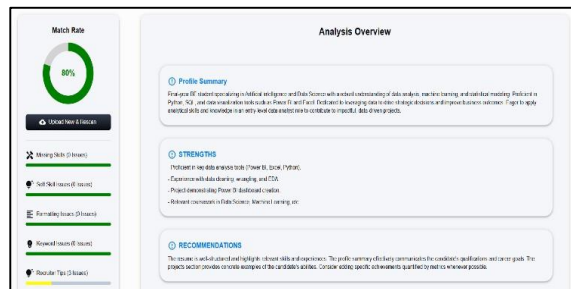 Match Rate
80%
Upload New & Rescan
Missing Skills (0 Issues)
Soft Skill Issues (0 Issues)
Formatting Issues (0 Issues)
Keyword Issues (0 Issues)
Recruiter Tips (3 Issues)
Analysis Overview
Profile Summary
Final-year BE student specializing in Artificial Intelligence and Data Science with a solid understanding of data analysis, machine learning, and statistical modeling. Proficient in
Python, SQL, and data visualization tools such as Power BI and Excel. Dedicated to leveraging data to drive strategic decisions and improve business outcomes. Eager to apply
analytical skills and knowledge in an entry-level data analyst role to contribute to impactful, data-driven projects.
STRENGTHS
- Proficient in key data analysis tools (Power BI, Excel, Python).
- Experience with data cleaning, wrangling, and EDA.
- Project demonstrating Power BI dashboard creation.
- Relevant coursework in Data Science, Machine Learning, etc.
RECOMMENDATIONS
The resume is well-structured and highlights relevant skills and experiences. The profile summary effectively communicates the candidate's qualifications and career goals. The
projects section provides concrete examples of the candidate's abilities. Consider adding specific achievements quantified by metrics whenever possible.